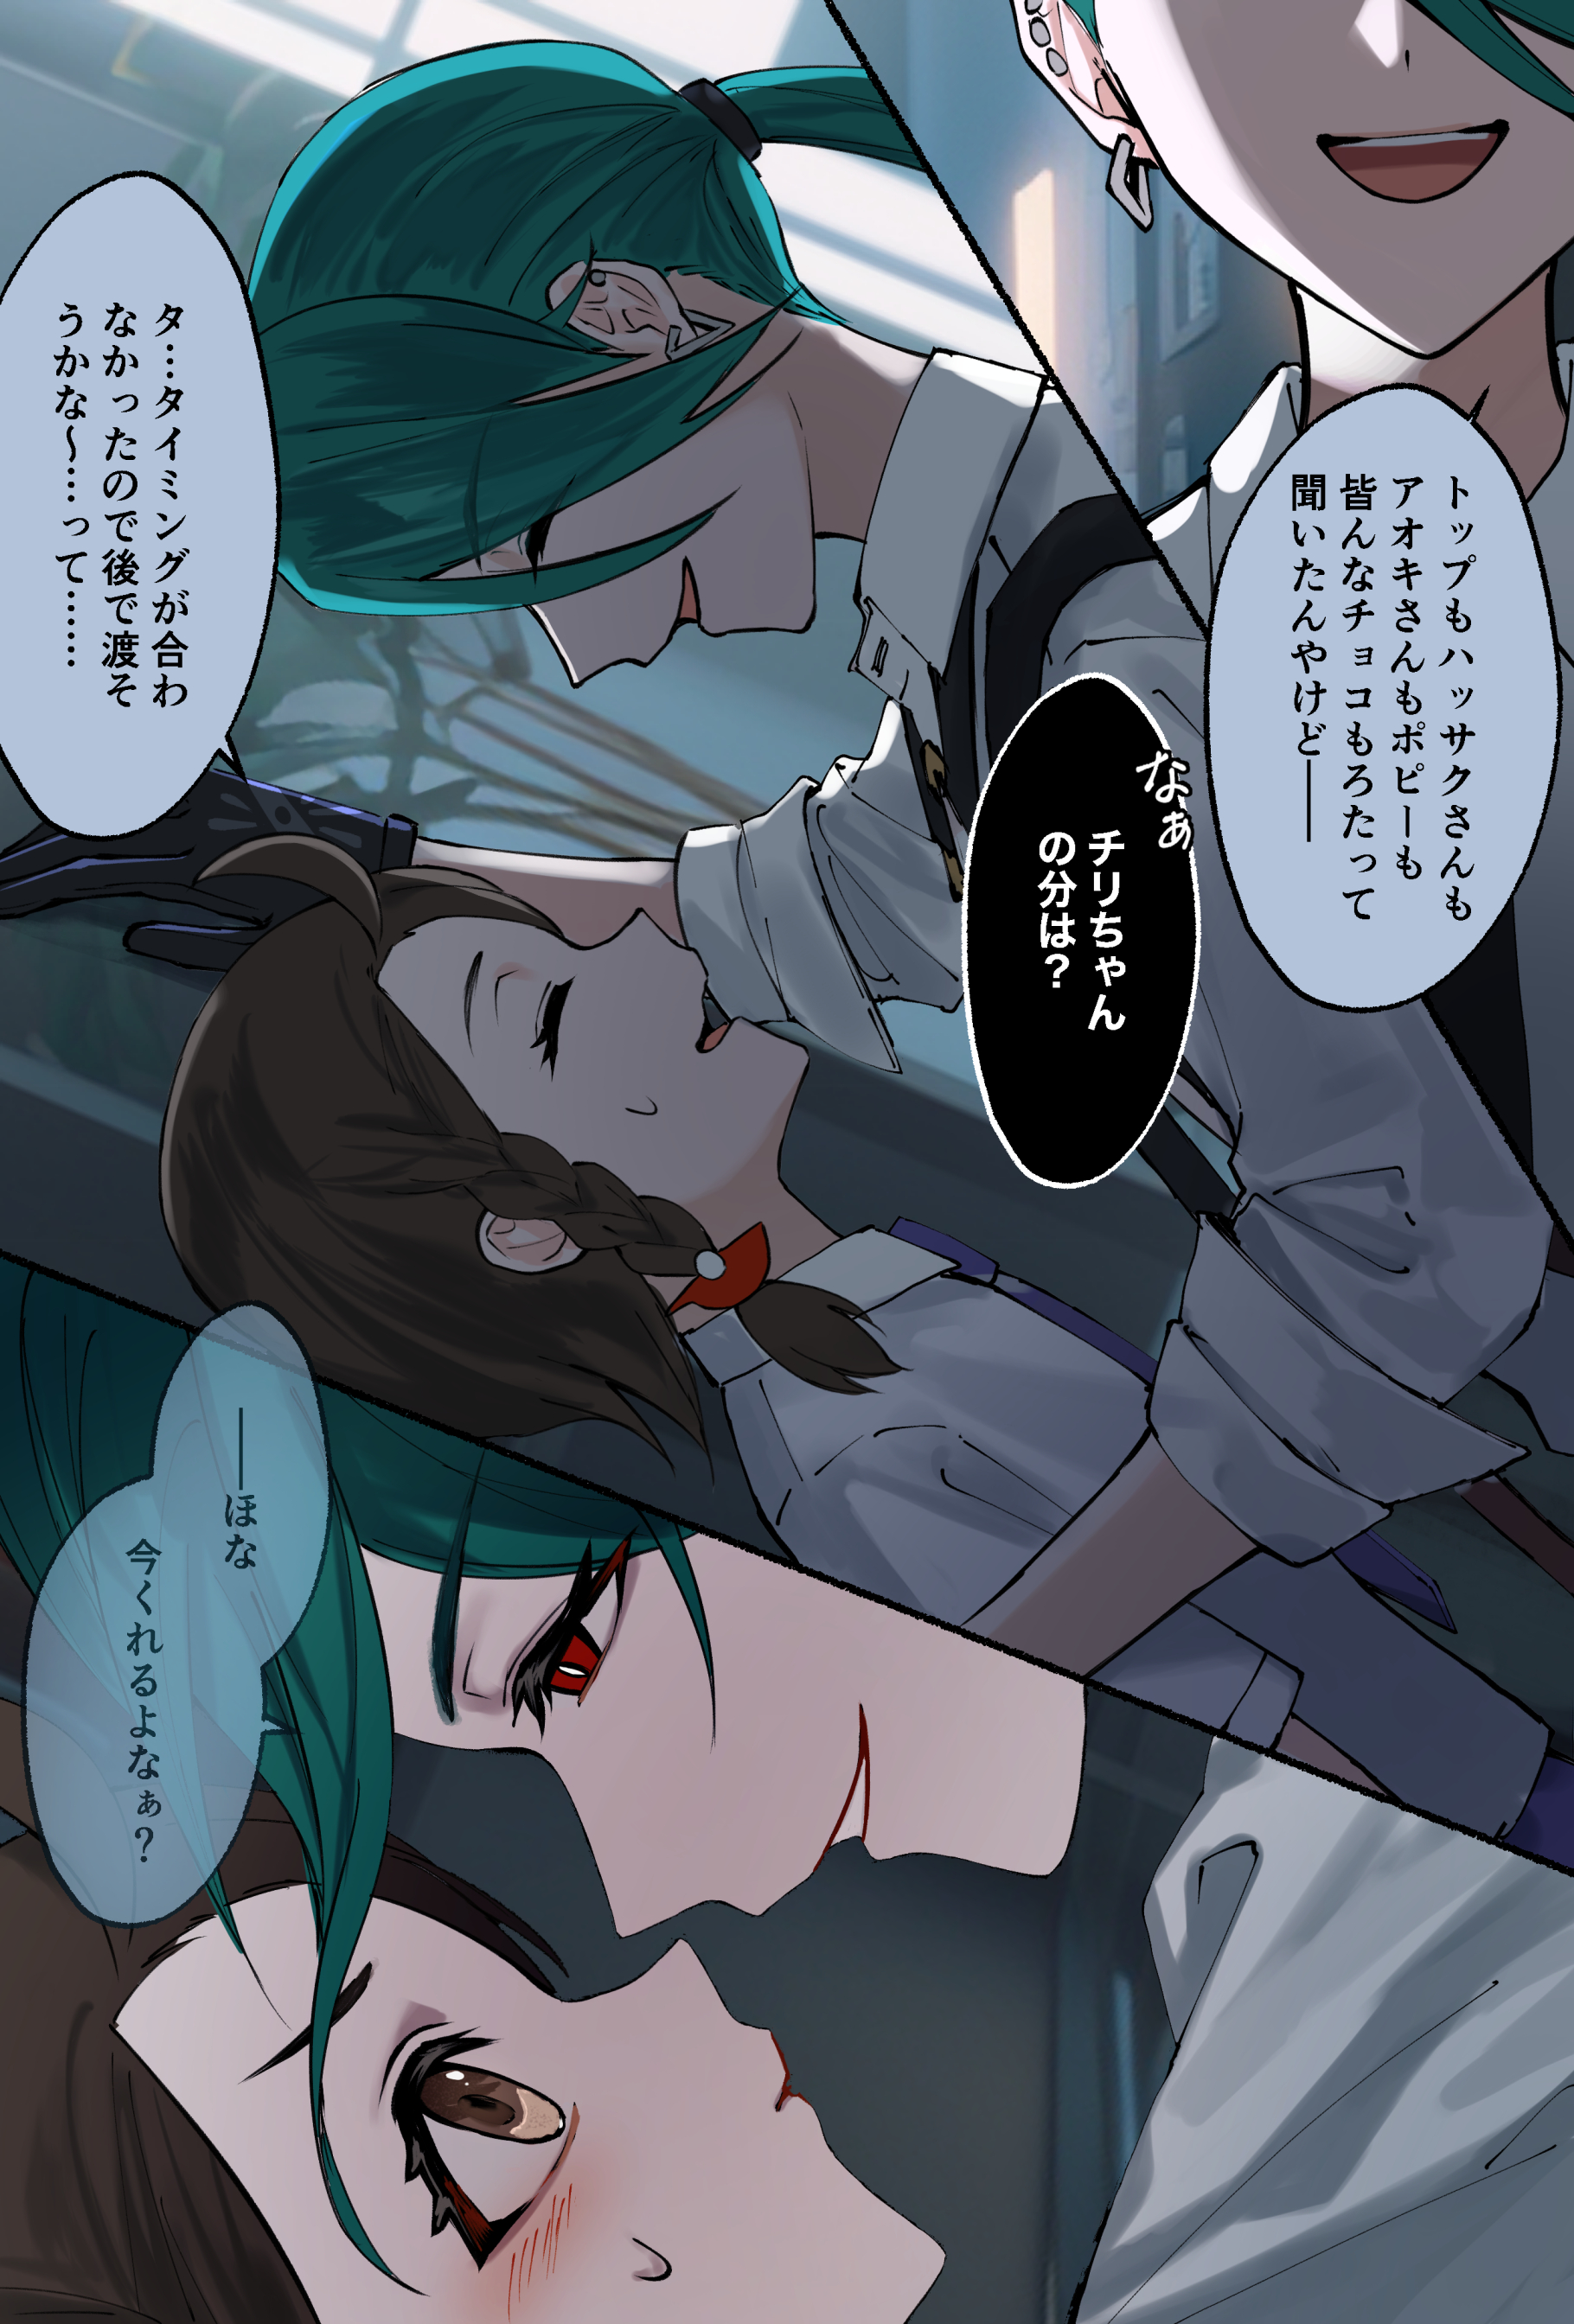 トップもハッサクさんも
アオキさんもポピーも
皆んなチョコもろたって
聞いたんやけど――
なぁ
チリちゃん
の分は？
タ…タイミングが合わ
なかったので後で渡そ
うかな～……って……
――ほな
今くれるよなぁ？